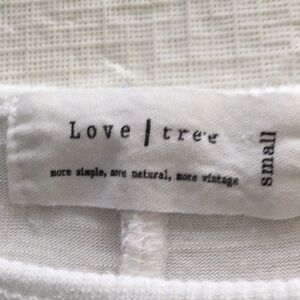 Love | tree
more simple, more natural, more vintage
small